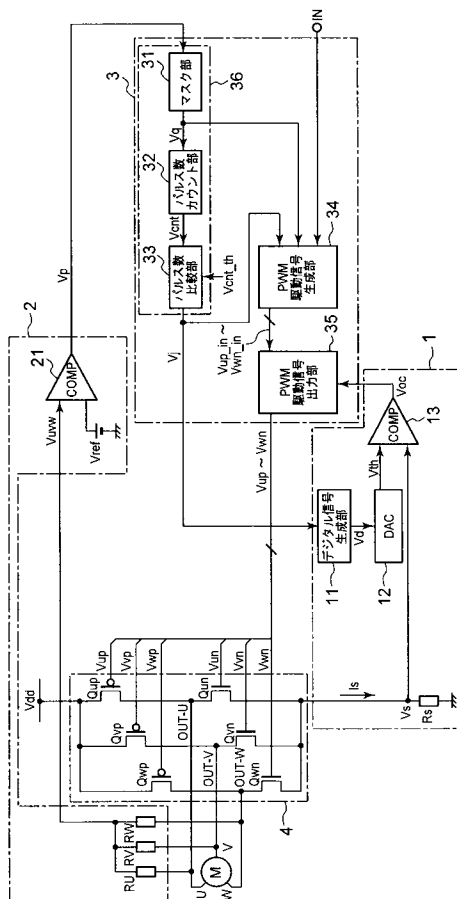 Vp
2
21
COMP
Vuvw
Vref
3
31
マスク部
36
Vq
32
パルス数
カウント部
Vcnt
33
パルス数
比較部
Vcnt_th
Vj
IN
34
PWM
駆動信号
生成部
Vup_in ~
Vwn_in
35
PWM
駆動信号
出力部
Vup ~ Vwn
1
Voc
COMP
13
Vth
11
デジタル信号
生成部
Vd
DAC
12
Vdd
Qup
Vup
Qvp
Vvp
Qwp
Vwp
OUT-U
Qun
Vun
OUT-V
Qvn
Vvn
OUT-W
Qwn
Vwn
4
Is
Vs
Rs
RU
RV
RW
U
V
W
M